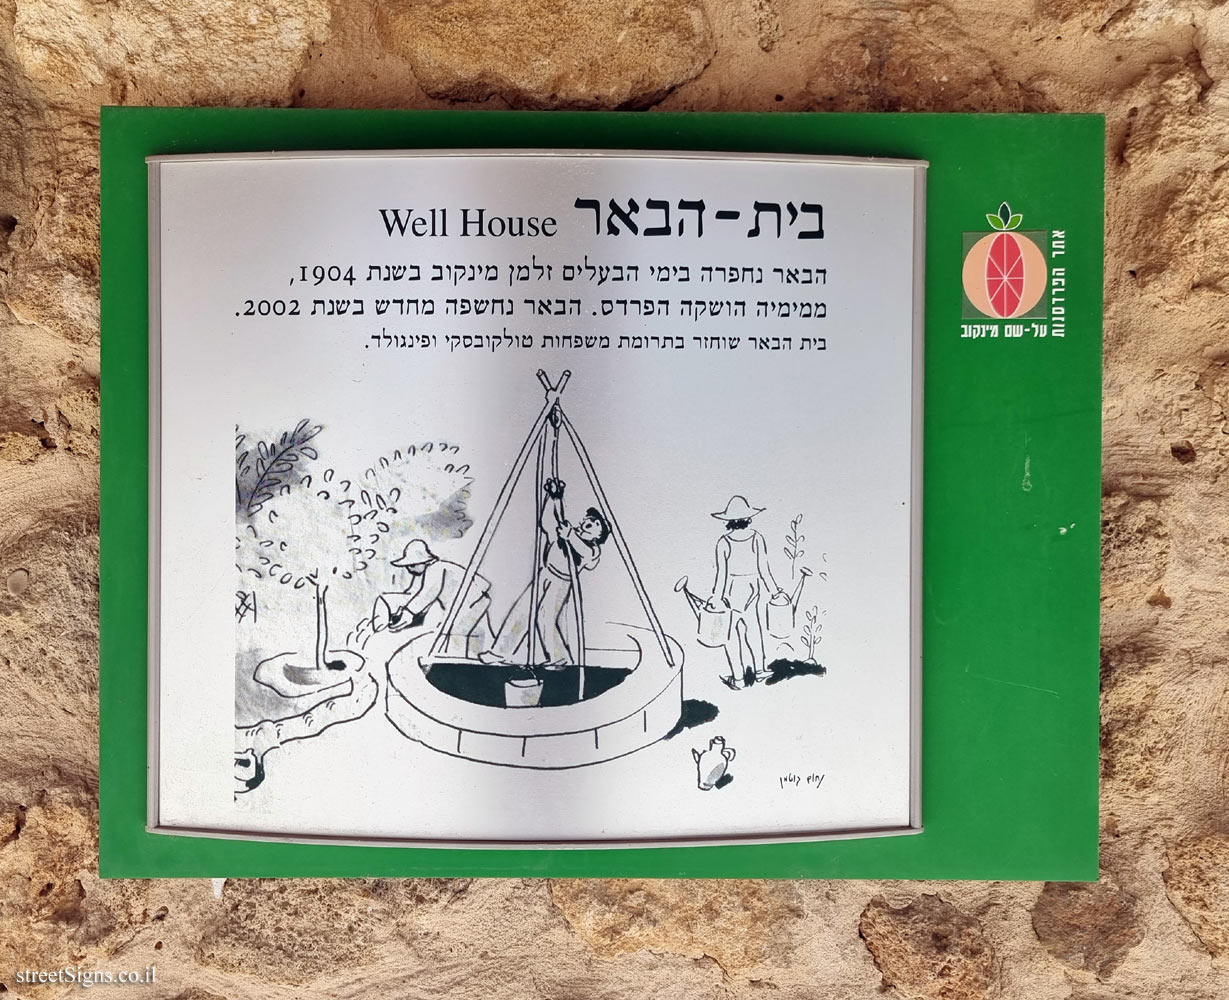 בית-הבאר Well House
הבאר נחפרה בימי הבעלים זלמן מינקוב בשנת 1904,
ממימיה הושקה הפרדס. הבאר נחשפה מחדש בשנת 2002.
בית הבאר שוחזר בתרומת משפחות טולקובסקי ופינגולד.
אתר הפרדסנות
על-שם מינקוב
נחום גוטמן
streetSigns.co.il